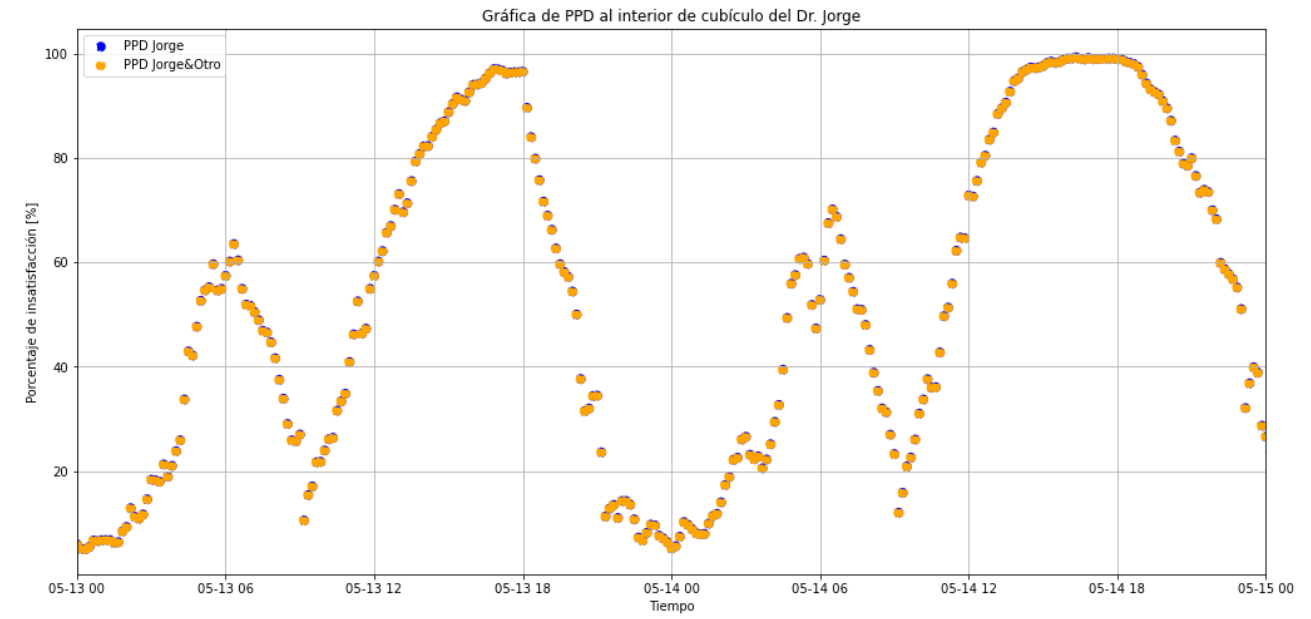 Gráfica de PPD al interior de cubículo del Dr. Jorge
PPD Jorge
PPD Jorge&Otro
Porcentaje de insatisfacción [%]
100
80
60
40
20
05-13 00 05-13 06 05-13 12 05-13 18 05-14 00 05-14 06 05-14 12 05-14 18 05-15 00
Tiempo